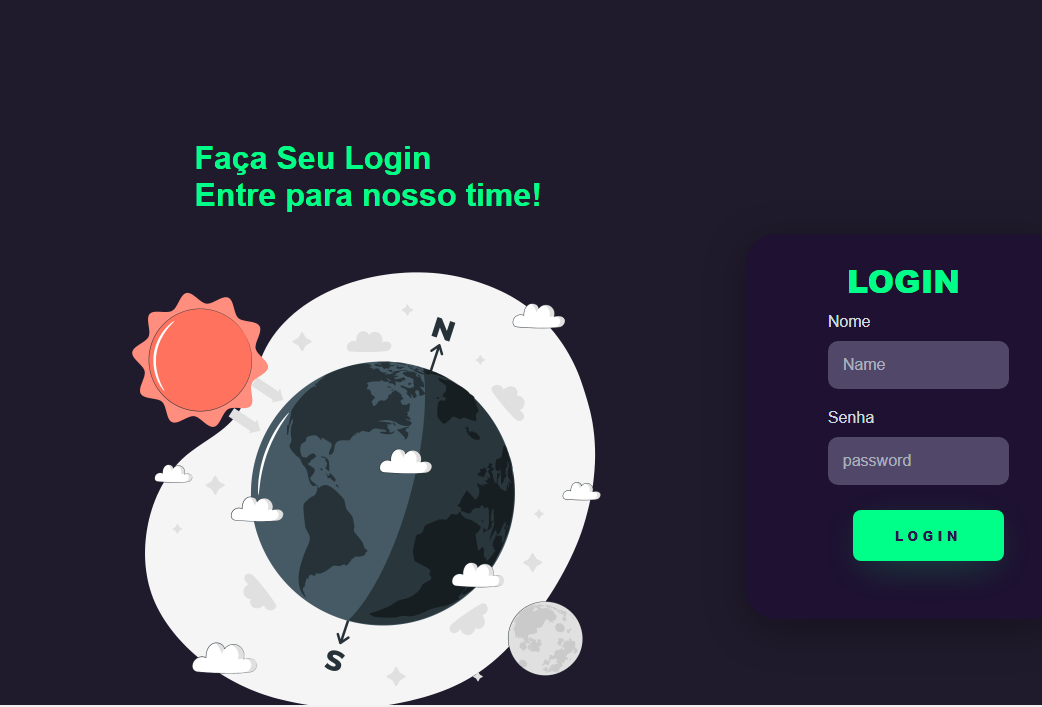 Faça Seu Login
Entre para nosso time!
N
S
LOGIN
Nome
Name
Senha
password
LOGIN